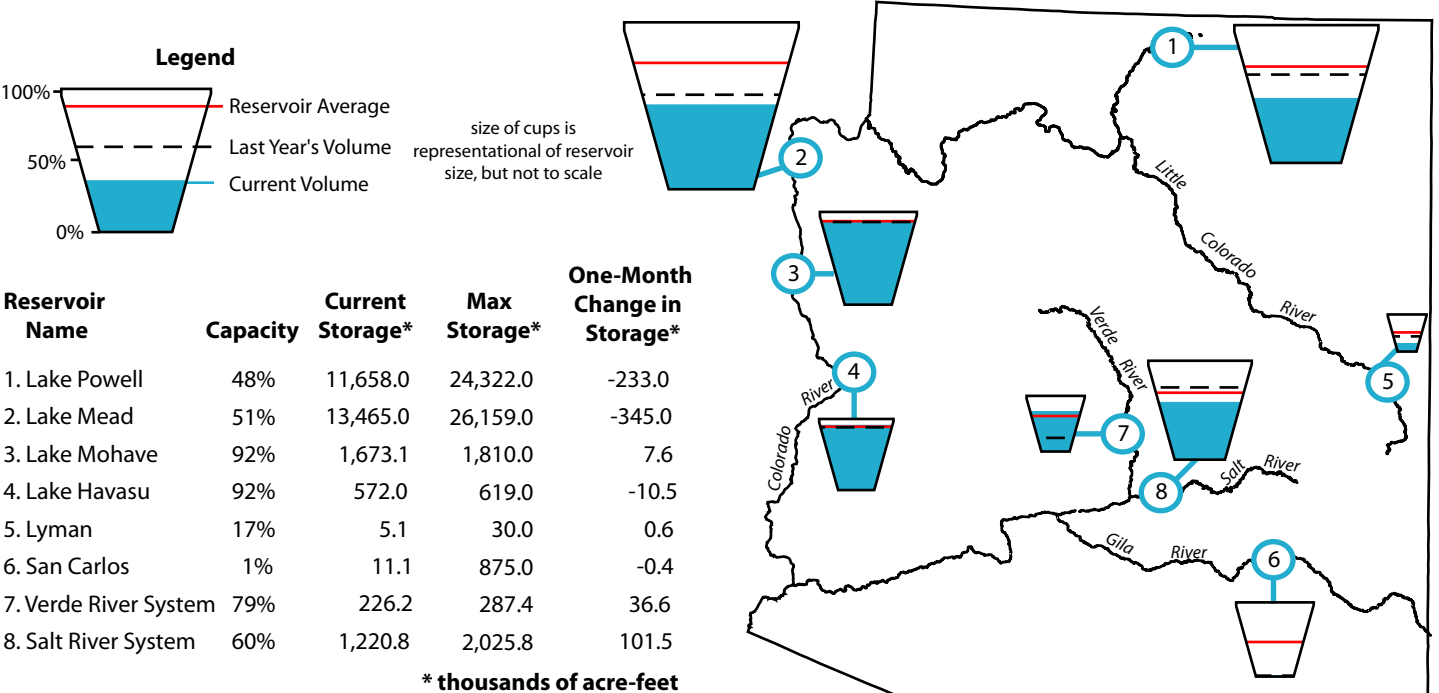 Legend
100%
50%
0%
Reservoir Average
Last Year's Volume
Current Volume
size of cups is
representational of reservoir
size, but not to scale
Reservoir Name Capacity Current Storage* Max Storage* One-Month Change in Storage*
1. Lake Powell 48% 11,658.0 24,322.0 -233.0
2. Lake Mead 51% 13,465.0 26,159.0 -345.0
3. Lake Mohave 92% 1,673.1 1,810.0 7.6
4. Lake Havasu 92% 572.0 619.0 -10.5
5. Lyman 17% 5.1 30.0 0.6
6. San Carlos 1% 11.1 875.0 -0.4
7. Verde River System 79% 226.2 287.4 36.6
8. Salt River System 60% 1,220.8 2,025.8 101.5
* thousands of acre-feet
1
2
3
4
5
6
7
8
Little Colorado River
Verde River
Colorado River
Salt River
Gila River